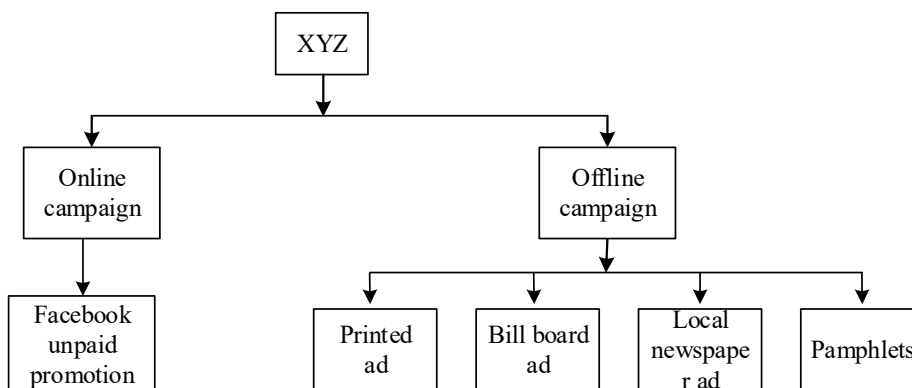 XYZ
Online
campaign
Offline
campaign
Facebook
unpaid
promotion
Printed
ad
Bill board
ad
Local
newspape
r ad
Pamphlets